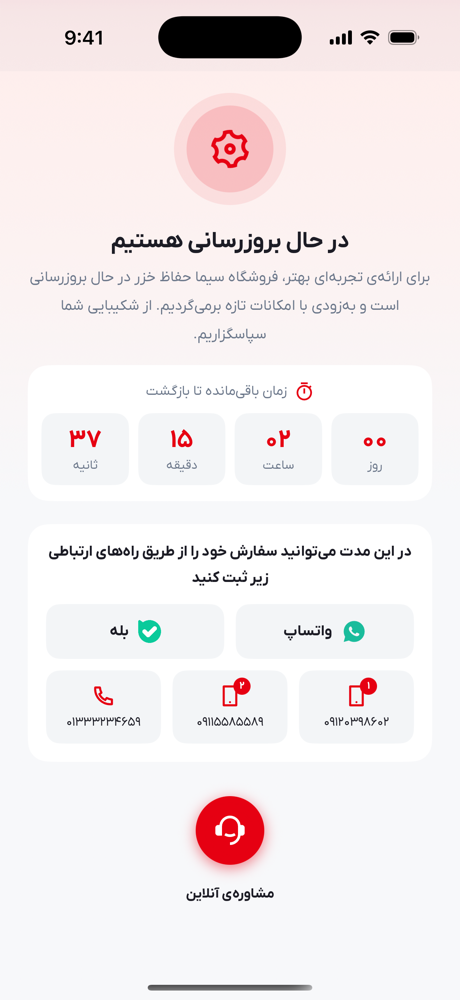 9:41
در حال بروزرسانی هستیم
برای ارائه‌ی تجربه‌ای بهتر، فروشگاه سیما حفاظ خزر در حال بروزرسانی
است و به‌زودی با امکانات تازه برمی‌گردیم. از شکیبایی شما
سپاسگزاریم.
زمان باقی‌مانده تا بازگشت
۰۰
روز
۰۲
ساعت
۱۵
دقیقه
۳۷
ثانیه
در این مدت می‌توانید سفارش خود را از طریق راه‌های ارتباطی
زیر ثبت کنید
واتساپ
بله
۱
۰۹۱۲۰۳۹۸۶۰۲
۲
۰۹۱۱۵۵۸۵۵۸۹
۰۱۳۳۳۲۳۴۶۵۹
مشاوره‌ی آنلاین